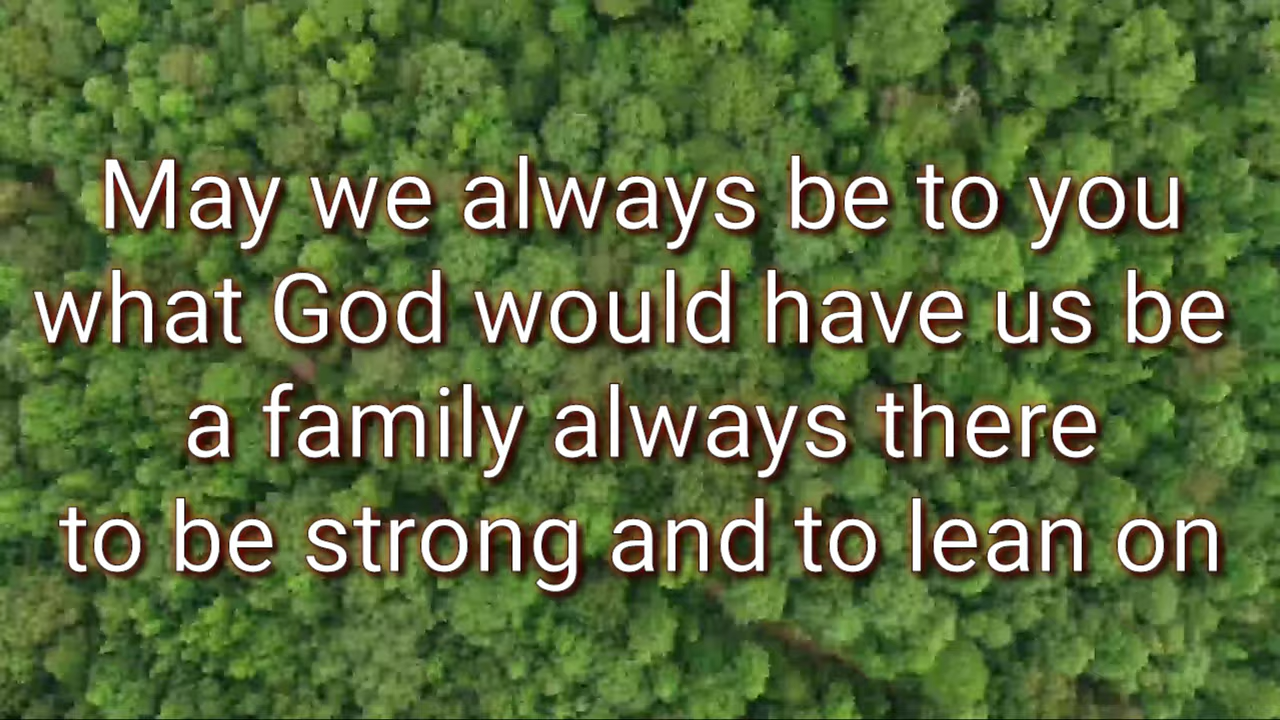 May we always be to you
what God would have us be
a family always there
to be strong and to lean on